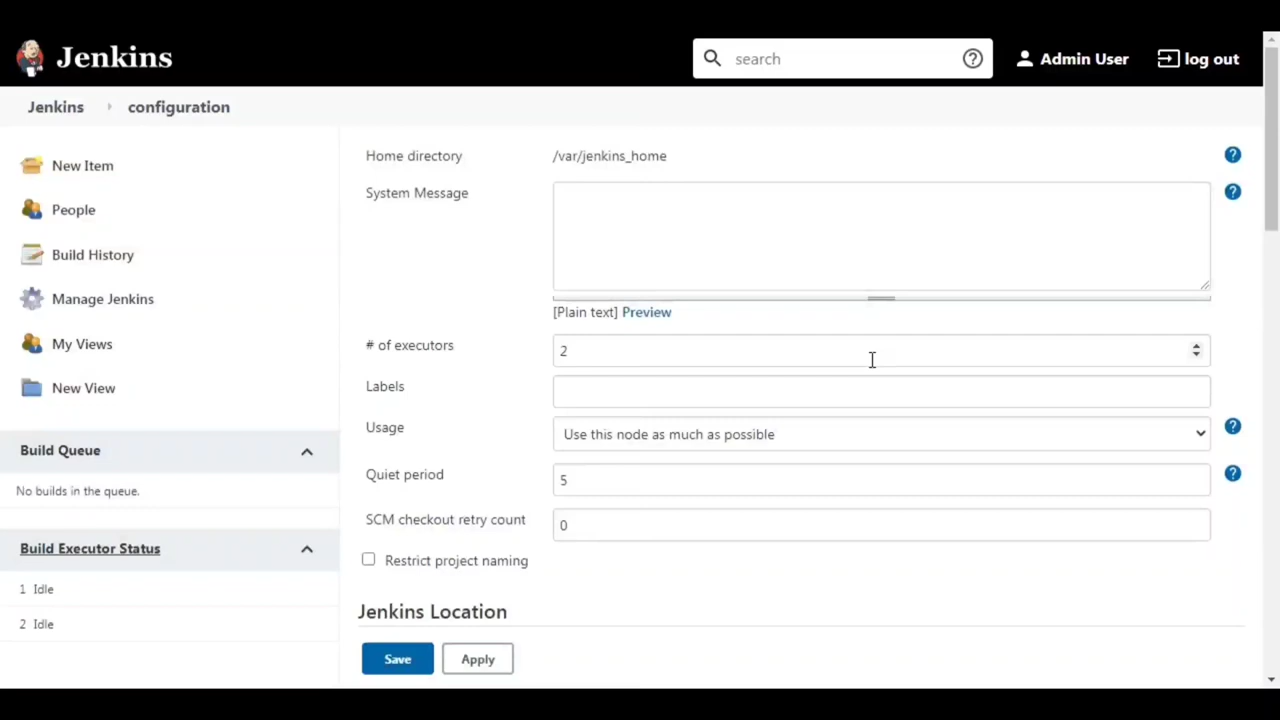 Jenkins
search
Admin User
log out
Jenkins
configuration
New Item
People
Build History
Manage Jenkins
My Views
New View
Build Queue
No builds in the queue.
Build Executor Status
1 Idle
2 Idle
Home directory
/var/jenkins_home
System Message
[Plain text] Preview
# of executors
2
Labels
Usage
Use this node as much as possible
Quiet period
5
SCM checkout retry count
0
Restrict project naming
Jenkins Location
Save
Apply